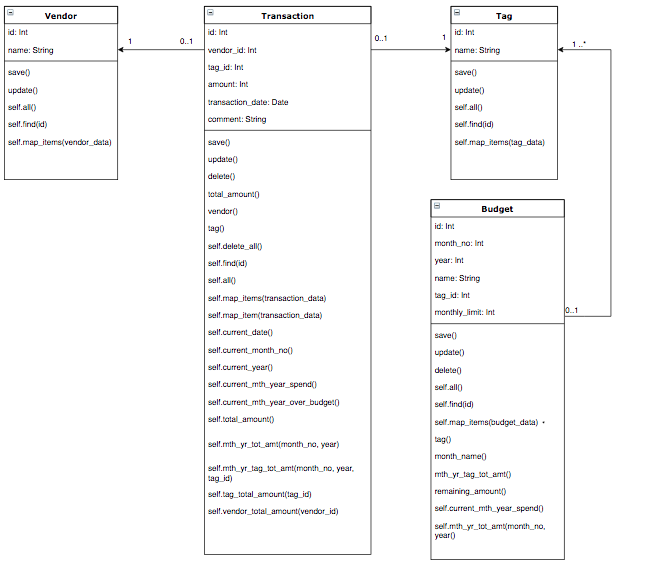 Vendor
id: Int
name: String
save()
update()
self.all()
self.find(id)
self.map_items(vendor_data)
1
0..1
Transaction
id: Int
vendor_id: Int
tag_id: Int
amount: Int
transaction_date: Date
comment: String
save()
update()
delete()
total_amount()
vendor()
tag()
self.delete_all()
self.find(id)
self.all()
self.map_items(transaction_data)
self.map_item(transaction_data)
self.current_date()
self.current_month_no()
self.current_year()
self.current_mth_year_spend()
self.current_mth_year_over_budget()
self.total_amount()
self.mth_yr_tot_amt(month_no, year)
self.mth_yr_tag_tot_amt(month_no, year,
tag_id)
self.tag_total_amount(tag_id)
self.vendor_total_amount(vendor_id)
0..1
1
Tag
id: Int
name: String
save()
update()
self.all()
self.find(id)
self.map_items(tag_data)
1 ..*
Budget
id: Int
month_no: Int
year: Int
name: String
tag_id: Int
monthly_limit: Int
0..1
save()
update()
delete()
self.all()
self.find(id)
self.map_items(budget_data)
tag()
month_name()
mth_yr_tag_tot_amt()
remaining_amount()
self.current_mth_year_spend()
self.mth_yr_tot_amt(month_no,
year()